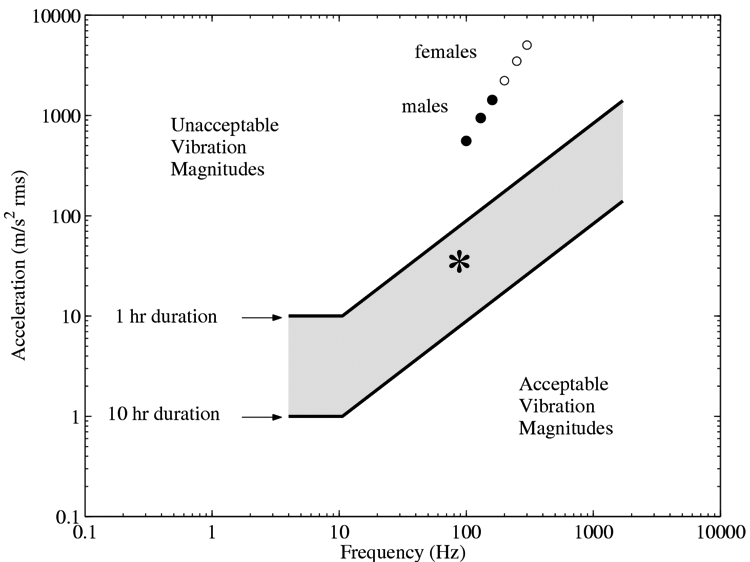 10000
1000
100
10
1
0.1
Acceleration (m/s² rms)
females
males
Unacceptable
Vibration
Magnitudes
1 hr duration
10 hr duration
*
Acceptable
Vibration
Magnitudes
0.1 1 10 100 1000 10000
Frequency (Hz)